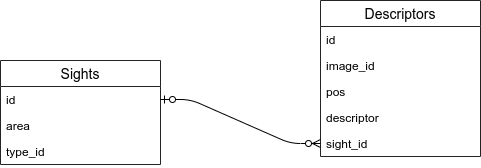 Sights
id
area
type_id
Descriptors
id
image_id
pos
descriptor
sight_id